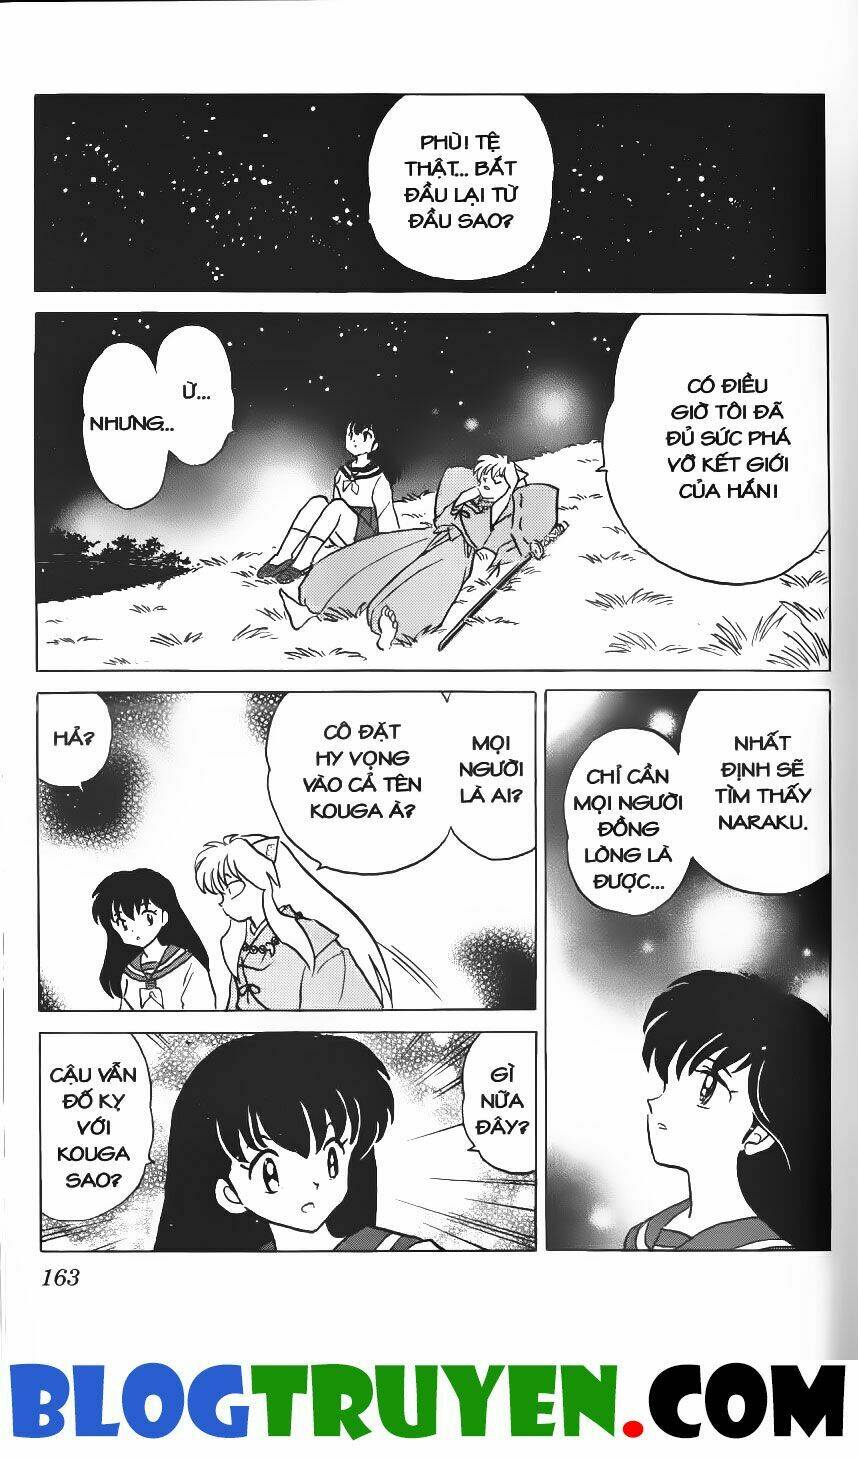 PHÙ! TỆ
THẬT... BẮT
ĐẦU LẠI TỪ
ĐẦU SAO?
CÓ ĐIỀU
GIỜ TÔI ĐÃ
ĐỦ SỨC PHÁ
VỠ KẾT GIỚI
CỦA HẮN!
Ừ...
NHƯNG...
NHẤT
ĐỊNH SẼ
TÌM THẤY
NARAKU.
CHỈ CẦN
MỌI NGƯỜI
ĐỒNG
LÒNG LÀ
ĐƯỢC...
MỌI
NGƯỜI
LÀ AI?
CÔ ĐẶT
HY VỌNG
VÀO CẢ TÊN
KOUGA À?
HẢ?
GÌ
NỮA
ĐÂY?
CẬU VẪN
ĐỐ KỴ
VỚI
KOUGA
SAO?
163
BLOGTRUYEN.COM